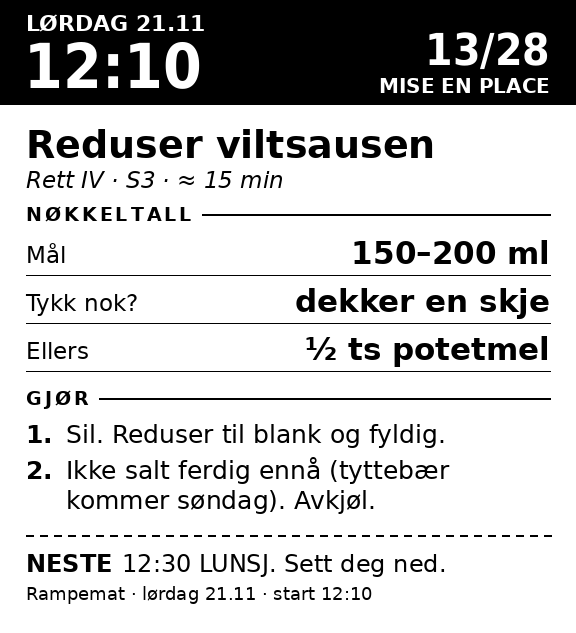 LØRDAG 21.11
12:10
13/28
MISE EN PLACE
Reduser viltsausen
Rett IV · S3 · ≈ 15 min
NØKKELTALL
Mål 150–200 ml
Tykk nok? dekker en skje
Ellers ½ ts potetmel
GJØR
1. Sil. Reduser til blank og fyldig.
2. Ikke salt ferdig ennå (tyttebær
kommer søndag). Avkjøl.
NESTE 12:30 LUNSJ. Sett deg ned.
Rampemat · lørdag 21.11 · start 12:10